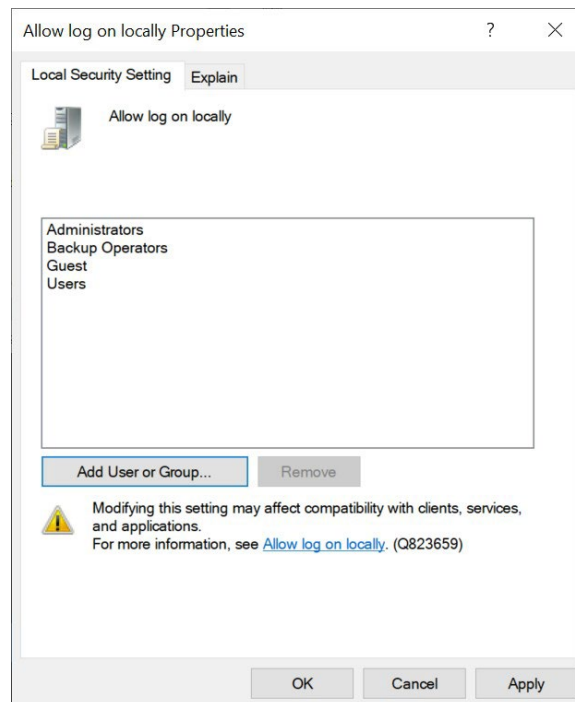 Allow log on locally Properties
?
Local Security Setting
Explain
Allow log on locally
Administrators
Backup Operators
Guest
Users
Add User or Group...
Remove
Modifying this setting may affect compatibility with clients, services,
and applications.
For more information, see Allow log on locally. (Q823659)
OK
Cancel
Apply